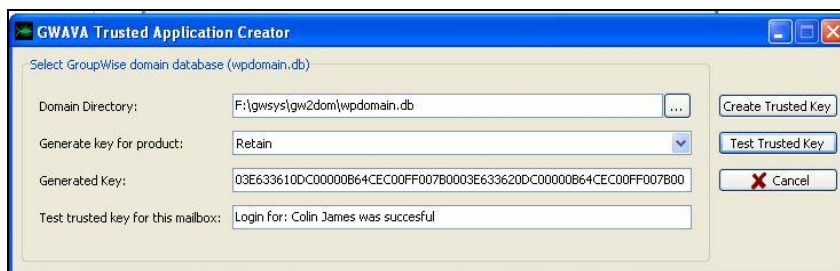 GWAVA Trusted Application Creator
Select GroupWise domain database (wpdomain.db)
Domain Directory: F:\gwsys\gw2dom\wpdomain.db ... Create Trusted Key
Generate key for product: Retain Test Trusted Key
Generated Key: 03E633610DC00000B64CEC00FF007B0003E633620DC00000B64CEC00FF007B00 Cancel
Test trusted key for this mailbox: Login for: Colin James was succesful